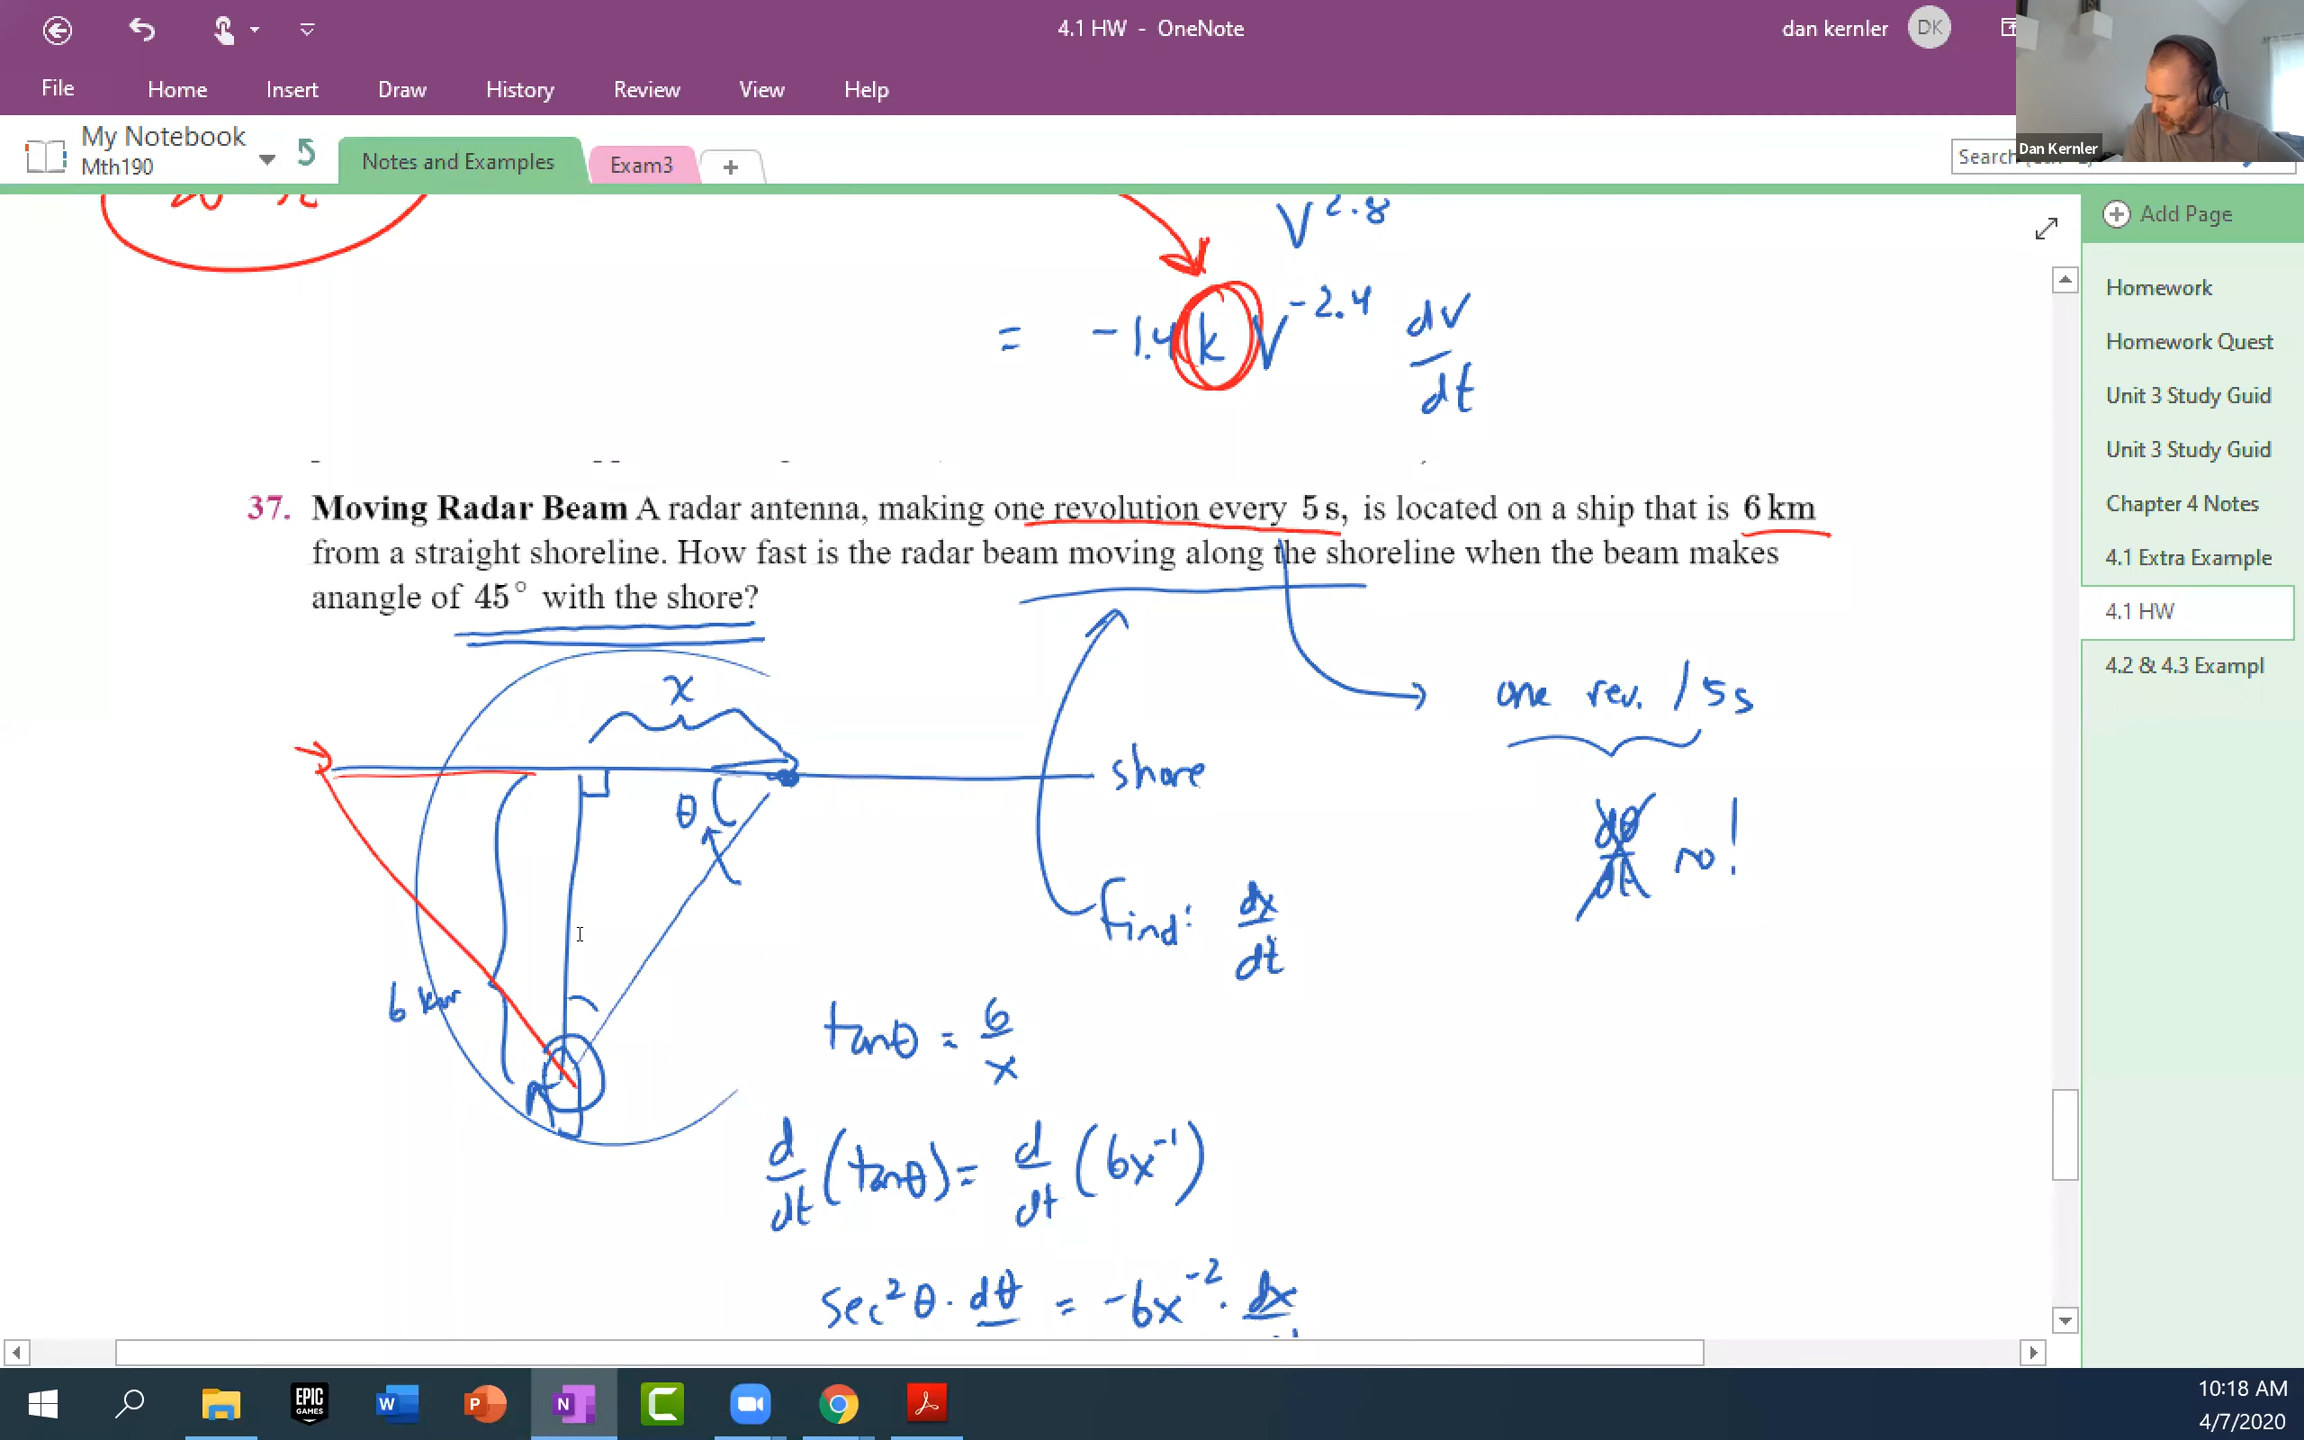 4.1 HW - OneNote
dan kernler DK
File Home Insert Draw History Review View Help
My Notebook
Mth190
Notes and Examples Exam3 +
Search
Dan Kernler
Add Page
Homework
Homework Quest
Unit 3 Study Guid
Unit 3 Study Guid
Chapter 4 Notes
4.1 Extra Example
4.1 HW
4.2 & 4.3 Exampl
V^2.8
= -1.4 k V^-2.4 dV/dt
37. Moving Radar Beam A radar antenna, making one revolution every 5 s, is located on a ship that is 6 km
from a straight shoreline. How fast is the radar beam moving along the shoreline when the beam makes
anangle of 45° with the shore?
x
one rev. / 5s
shore
θ
dθ/dt no!
find: dx/dt
6 km
tanθ = 6/x
d/dt (tanθ) = d/dt (6x^-1)
sec² θ · dθ = -6x^-2 · dx
EPIC GAMES
10:18 AM
4/7/2020